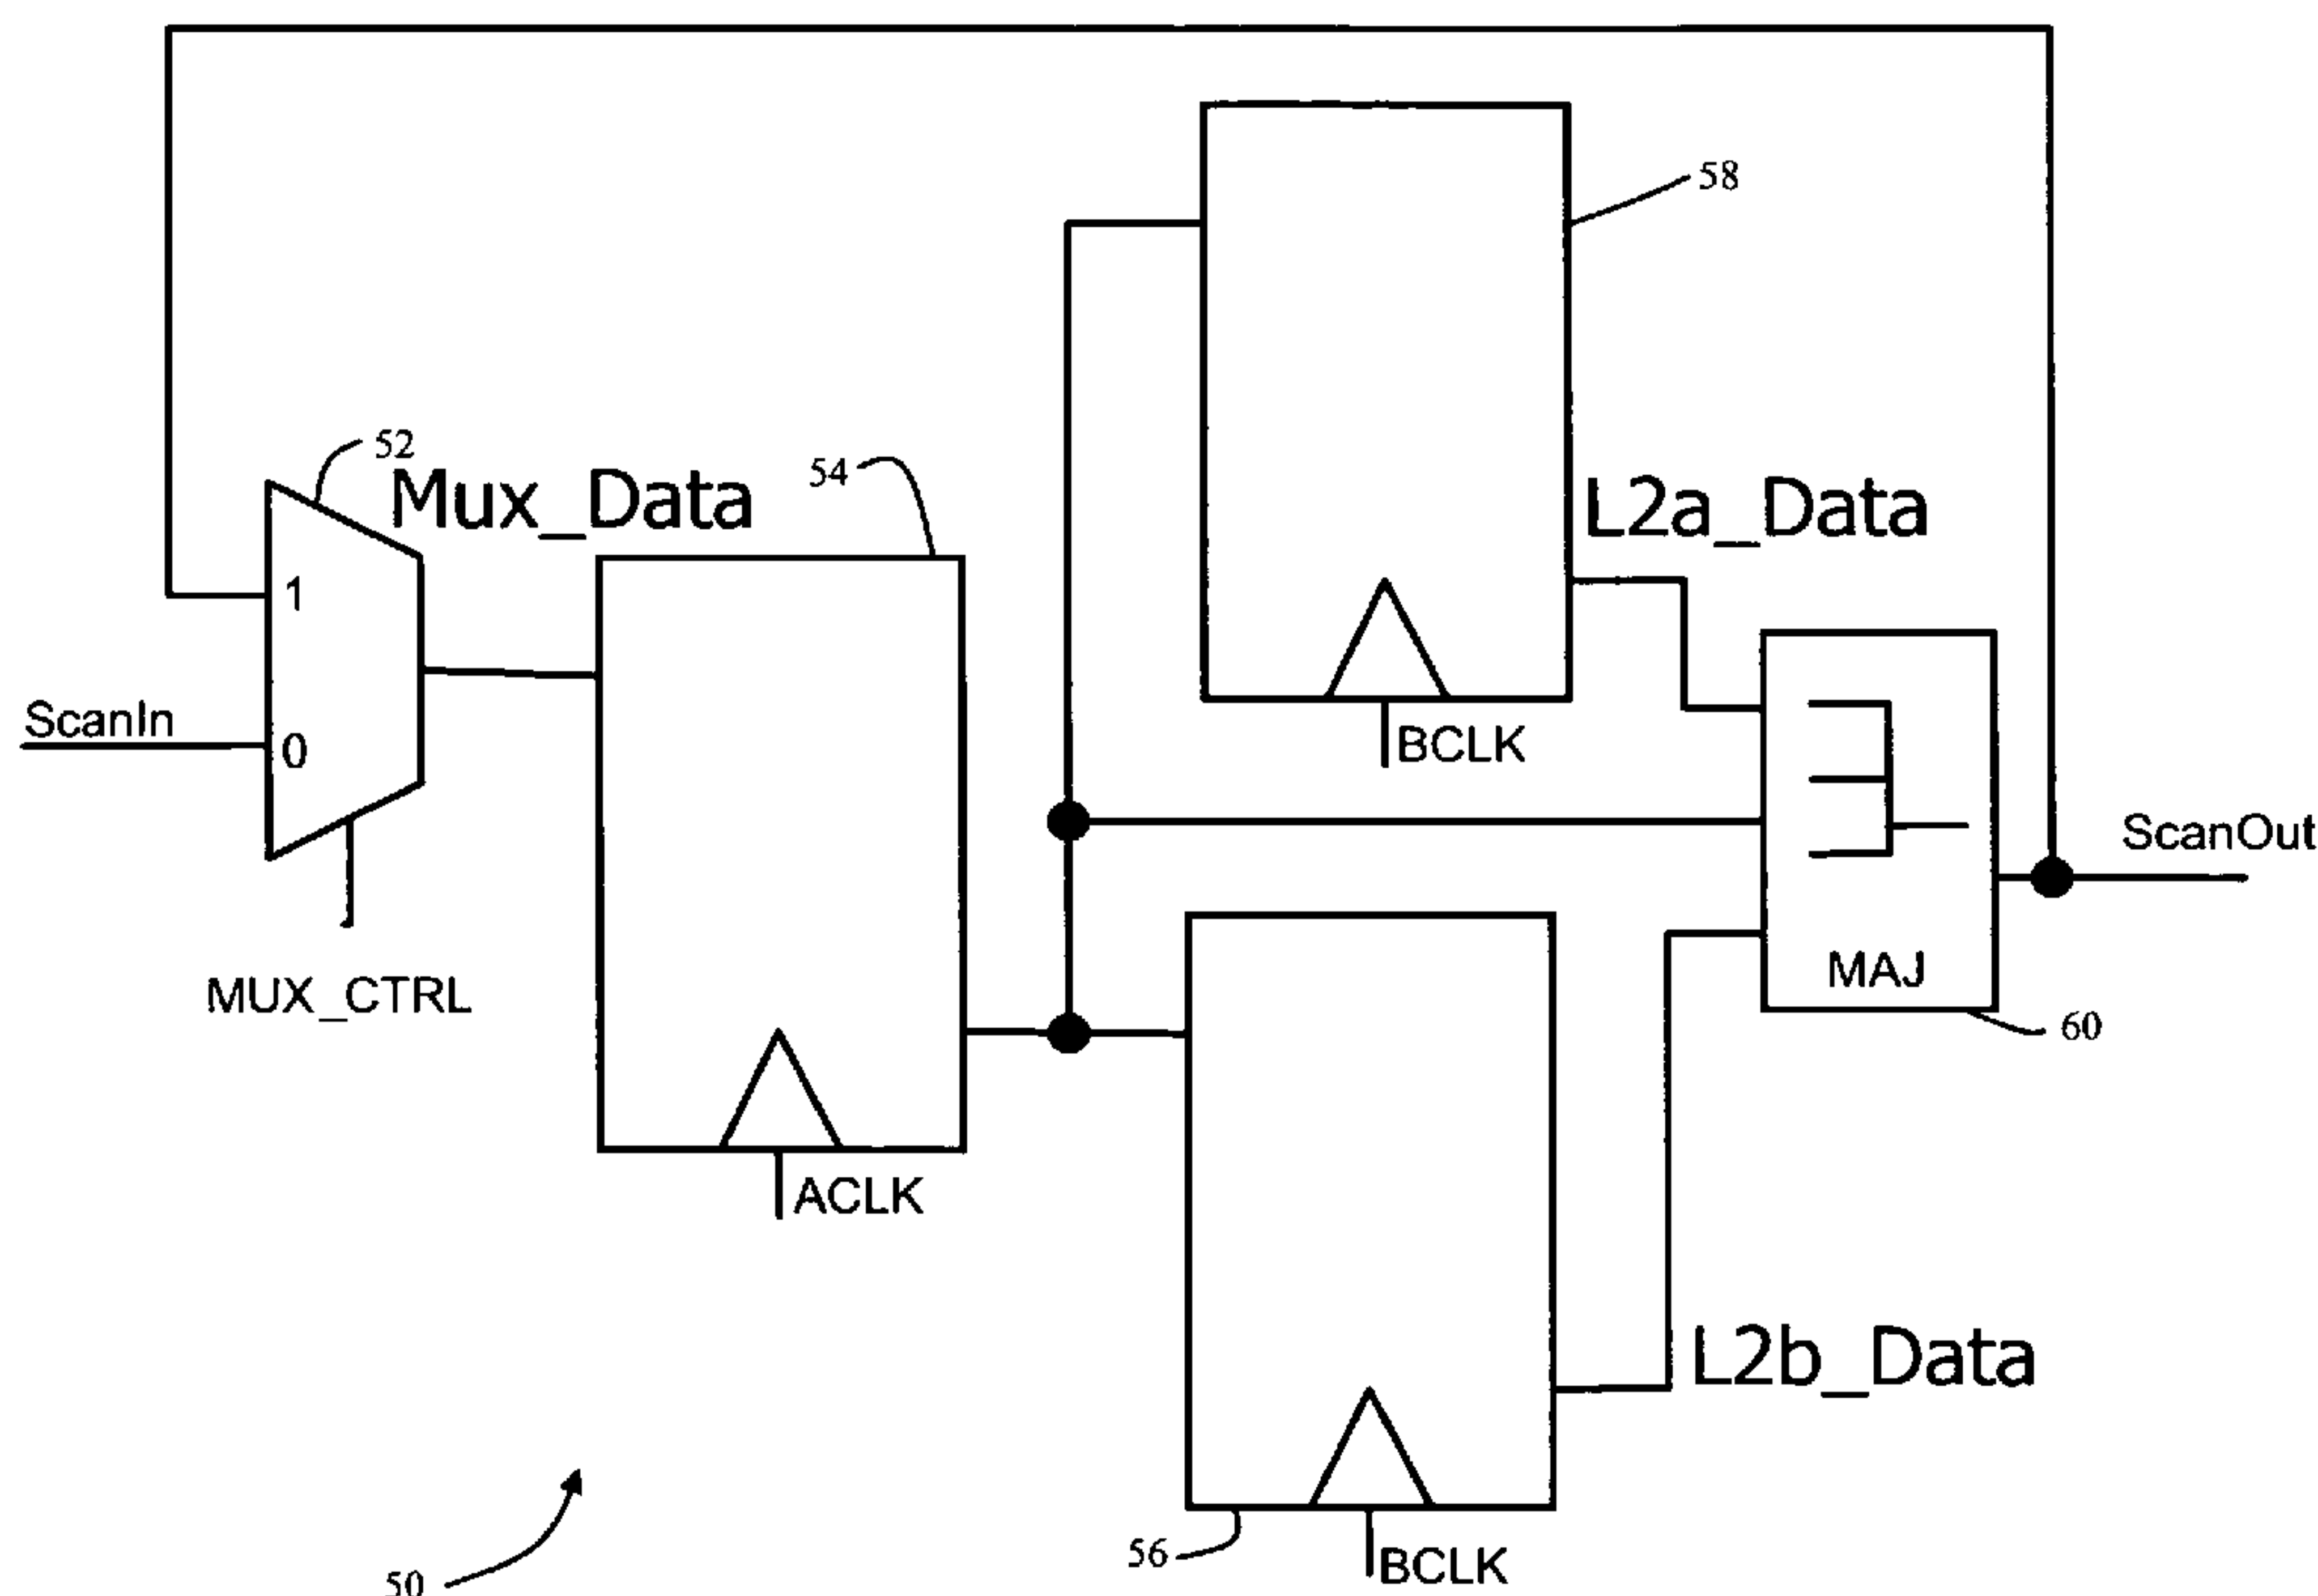 58
52
Mux_Data
54
L2a_Data
1
ScanIn
0
BCLK
ScanOut
MUX_CTRL
MAJ
60
ACLK
L2b_Data
56
BCLK
50